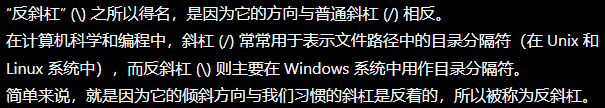 “反斜杠” (\) 之所以得名，是因为它的方向与普通斜杠 (/) 相反。
在计算机科学和编程中，斜杠 (/) 常常用于表示文件路径中的目录分隔符（在 Unix 和
Linux 系统中），而反斜杠 (\) 则主要在 Windows 系统中用作目录分隔符。
简单来说，就是因为它的倾斜方向与我们习惯的斜杠是反着的，所以被称为反斜杠。